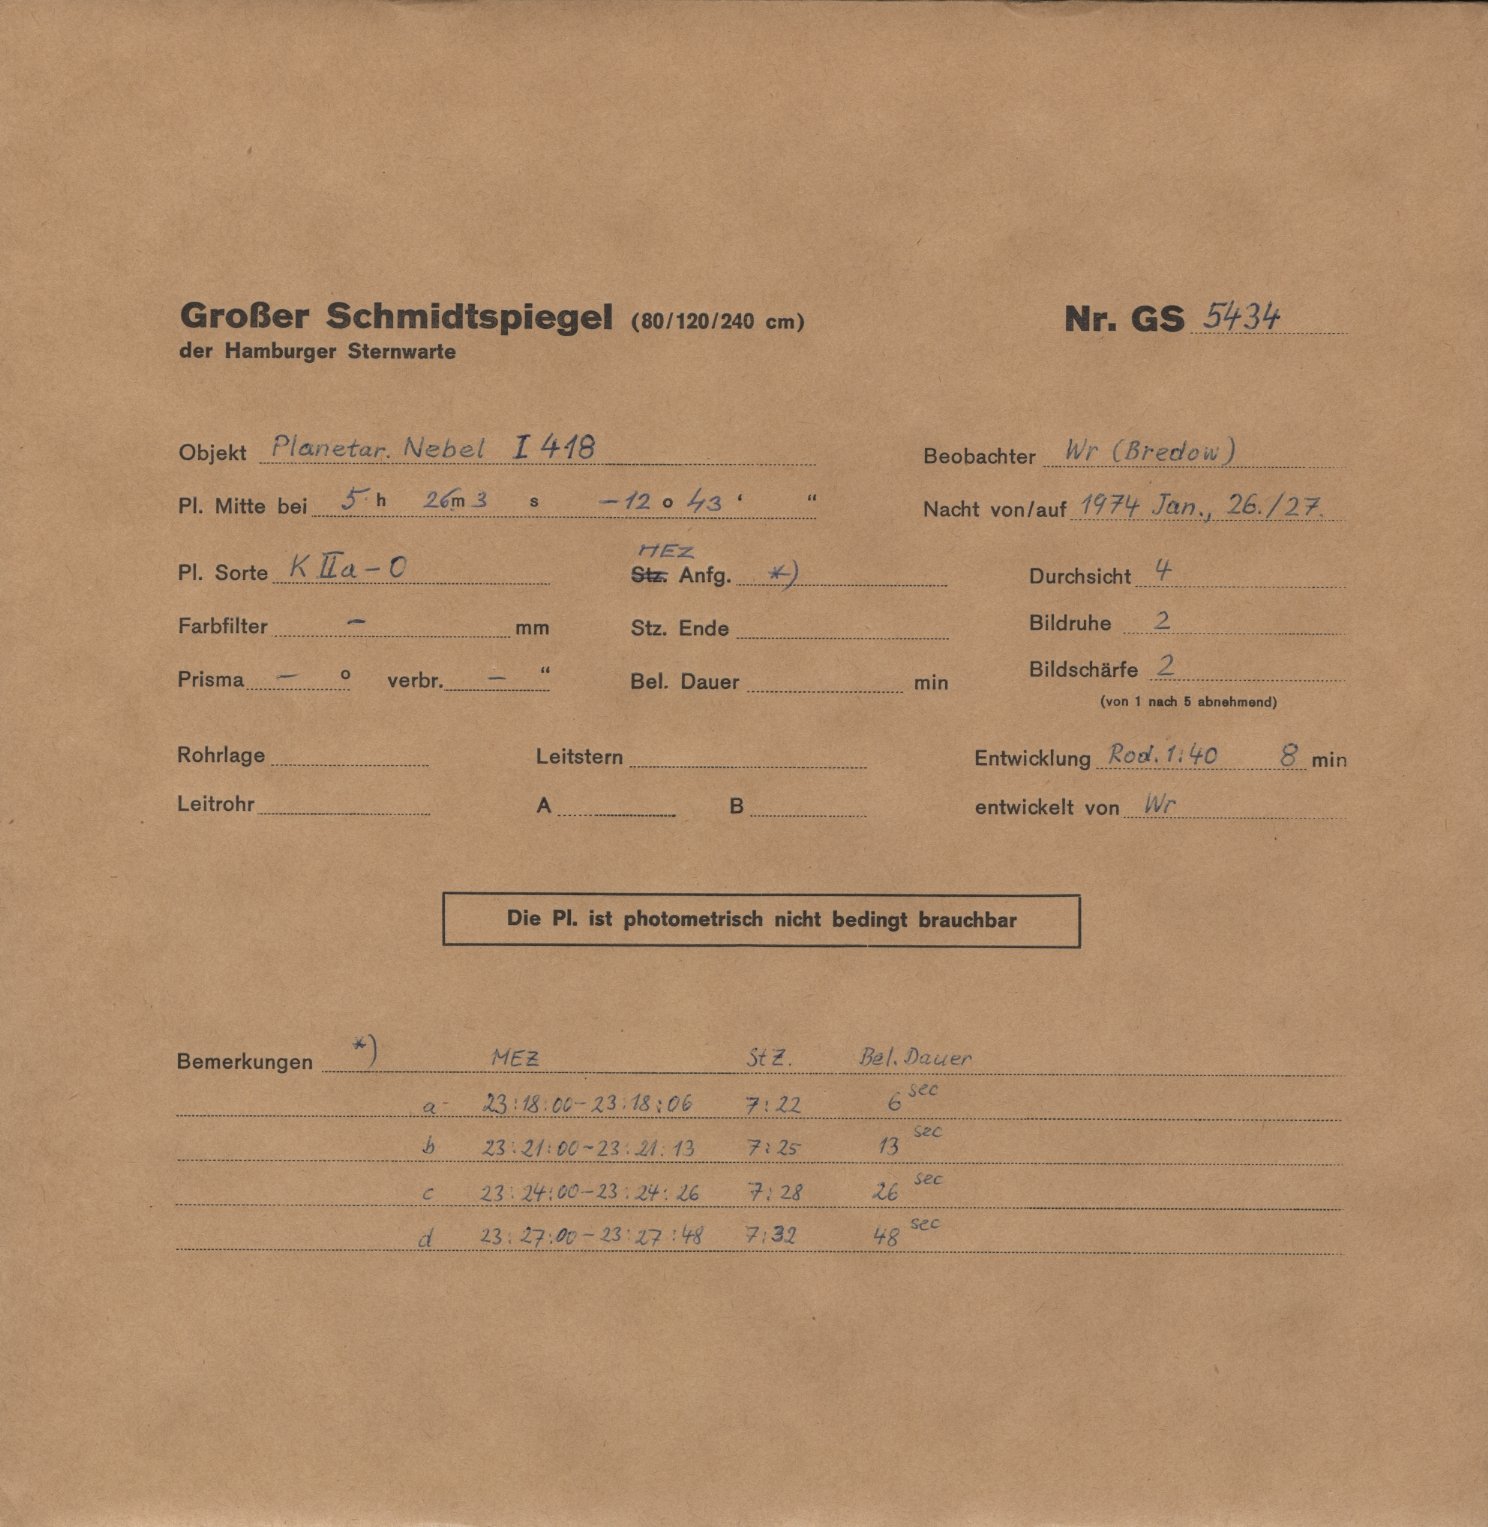 Großer Schmidtspiegel (80/120/240 cm) Nr. GS 5434
der Hamburger Sternwarte
Objekt Planetar. Nebel I 418 Beobachter Wr (Bredow)
Pl. Mitte bei 5 h 26 m 3 s -12 o 43 ‘ “ Nacht von/auf 1974 Jan., 26./27.
MEZ
Pl. Sorte K IIa-O Stz. Anfg. *) Durchsicht 4
Farbfilter - mm Stz. Ende Bildruhe 2
Prisma - o verbr. - “ Bel. Dauer min Bildschärfe 2
(von 1 nach 5 abnehmend)
Rohrlage Leitstern Entwicklung Rod. 1:40 8 min
Leitrohr A B entwickelt von Wr
Die Pl. ist photometrisch nicht bedingt brauchbar
Bemerkungen *) MEZ StZ. Bel. Dauer
a 23:18:00-23:18:06 7:22 6 sec
b 23:21:00-23:21:13 7:25 13 sec
c 23:24:00-23:24:26 7:28 26 sec
d 23:27:00-23:27:48 7:32 48 sec